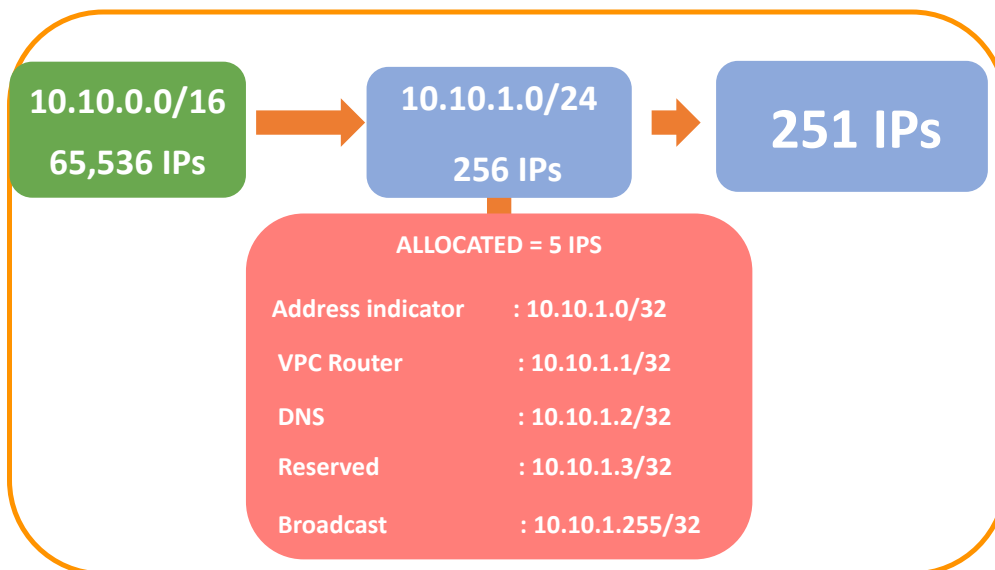 10.10.0.0/16
65,536 IPs
10.10.1.0/24
256 IPs
251 IPs
ALLOCATED = 5 IPS
Address indicator : 10.10.1.0/32
VPC Router : 10.10.1.1/32
DNS : 10.10.1.2/32
Reserved : 10.10.1.3/32
Broadcast : 10.10.1.255/32